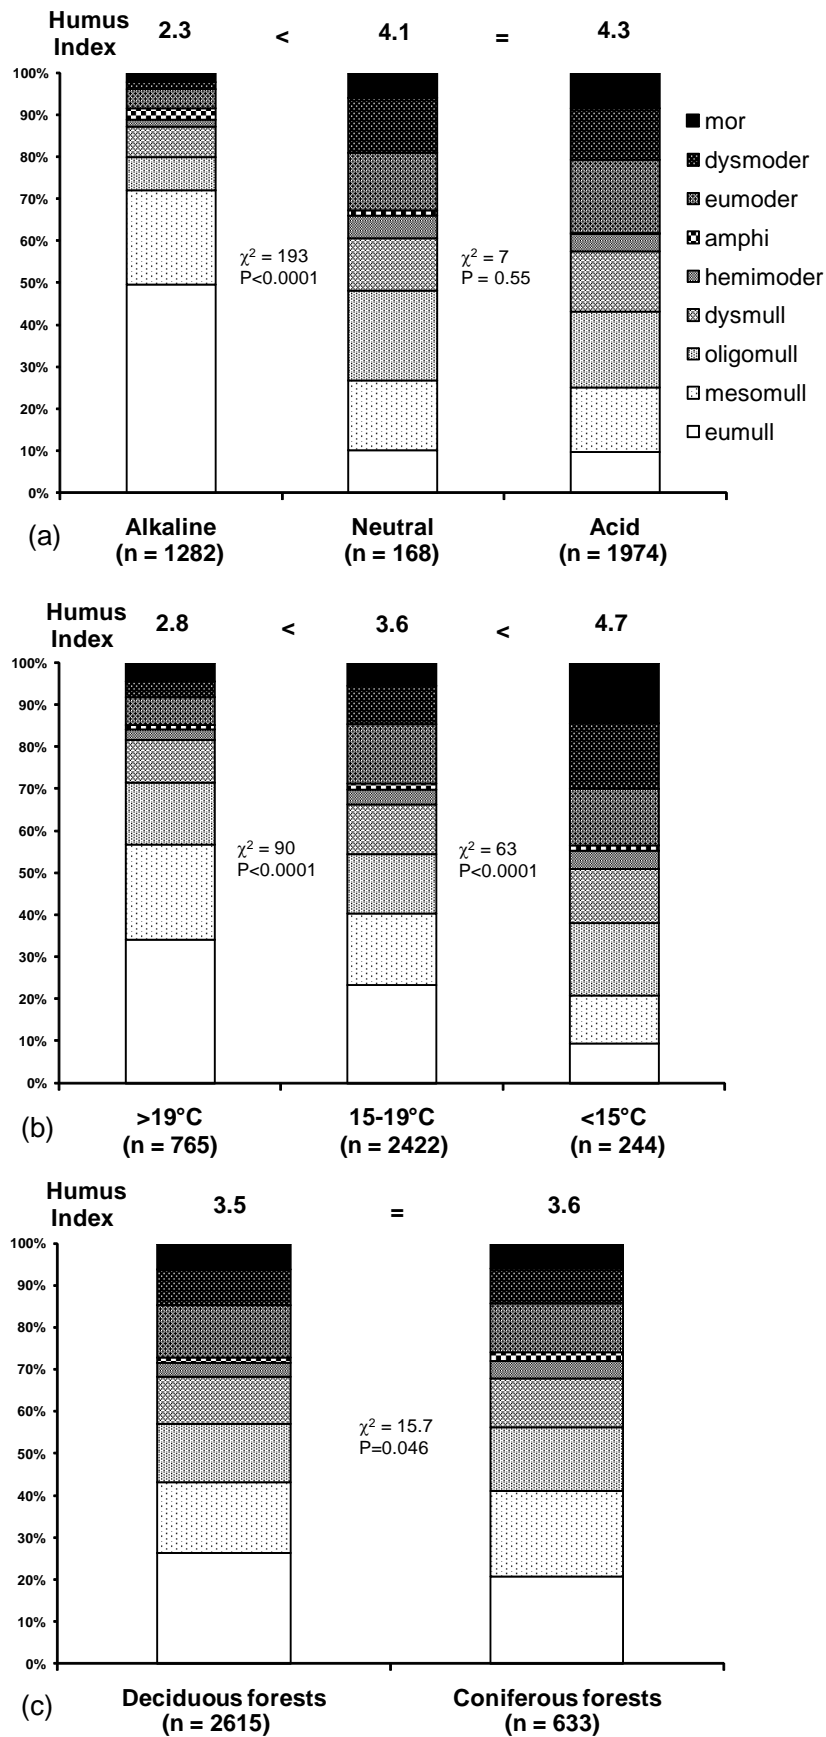 Humus Index 2.3 < 4.1 = 4.3
100%
90%
80%
70%
60%
50%
40%
30%
20%
10%
0%
χ² = 193
P<0.0001
χ² = 7
P = 0.55
mor
dysmoder
eumoder
amphi
hemimoder
dysmull
oligomull
mesomull
eumull
(a)
Alkaline
(n = 1282)
Neutral
(n = 168)
Acid
(n = 1974)
Humus Index 2.8 < 3.6 < 4.7
100%
90%
80%
70%
60%
50%
40%
30%
20%
10%
0%
χ² = 90
P<0.0001
χ² = 63
P<0.0001
(b)
>19°C
(n = 765)
15-19°C
(n = 2422)
<15°C
(n = 244)
Humus Index 3.5 = 3.6
100%
90%
80%
70%
60%
50%
40%
30%
20%
10%
0%
χ² = 15.7
P=0.046
(c)
Deciduous forests
(n = 2615)
Coniferous forests
(n = 633)